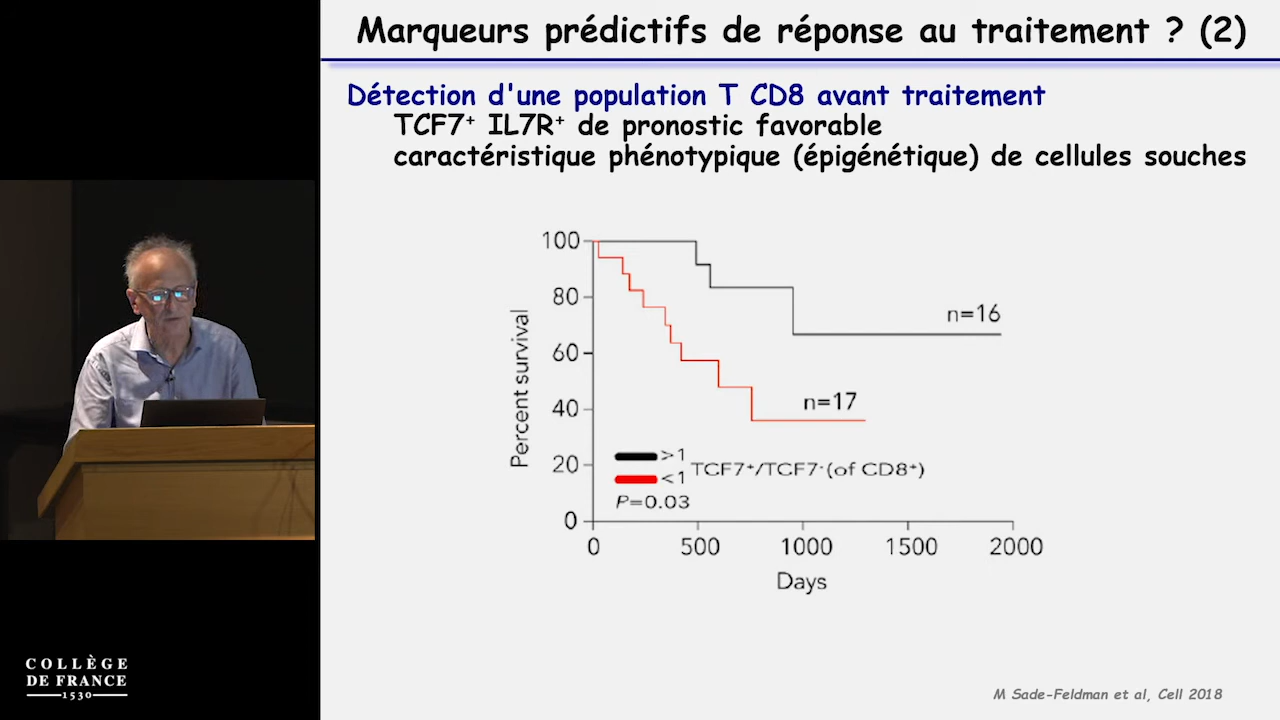 Marqueurs prédictifs de réponse au traitement ? (2)
Détection d'une population T CD8 avant traitement
TCF7⁺ IL7R⁺ de pronostic favorable
caractéristique phénotypique (épigénétique) de cellules souches
100
80
60
40
20
0
Percent survival
n=16
n=17
>1
<1
TCF7⁺/TCF7⁻(of CD8⁺)
P=0.03
0
500
1000
1500
2000
Days
COLLÈGE
DE FRANCE
1530
M Sade-Feldman et al, Cell 2018